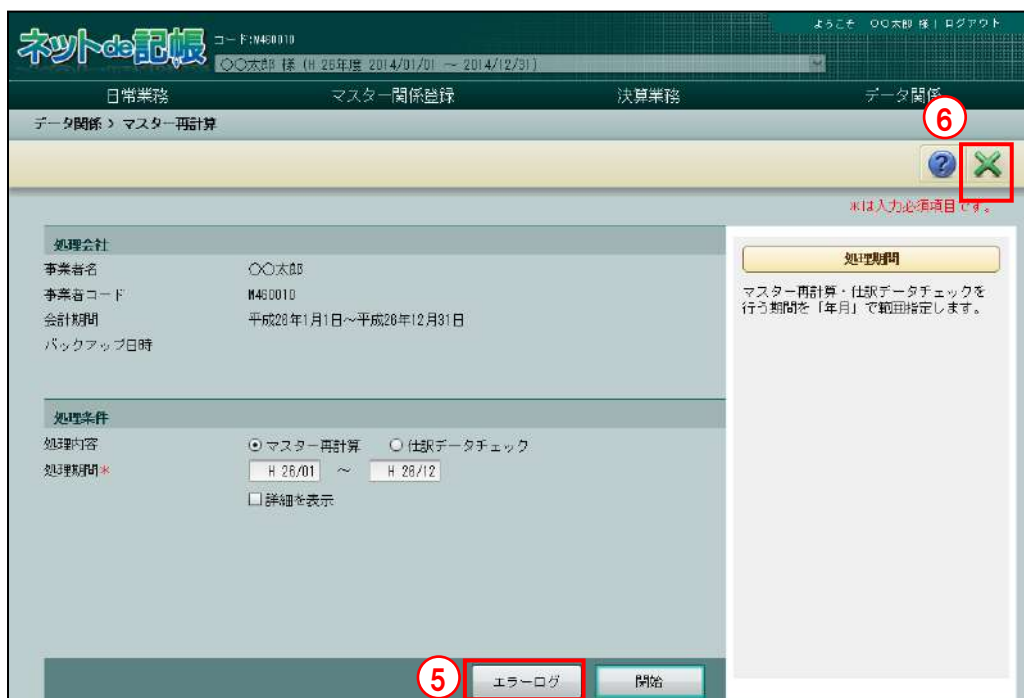 ようこそ 〇〇太郎 様 | ログアウト
ネットde記帳
コード:M460010
〇〇太郎 様 (H 26年度 2014/01/01 ～ 2014/12/31)
日常業務 マスター関係登録 決算業務 データ関係
データ関係 > マスター再計算
⑥
?
※は入力必須項目です。
処理会社
事業者名 〇〇太郎
事業者コード M460010
会計期間 平成26年1月1日～平成26年12月31日
バックアップ日時
処理期間
マスター再計算・仕訳データチェックを
行う期間を「年月」で範囲指定します。
処理条件
処理内容 マスター再計算 仕訳データチェック
処理期間※ H 26/01 ～ H 26/12
詳細を表示
⑤
エラーログ 開始